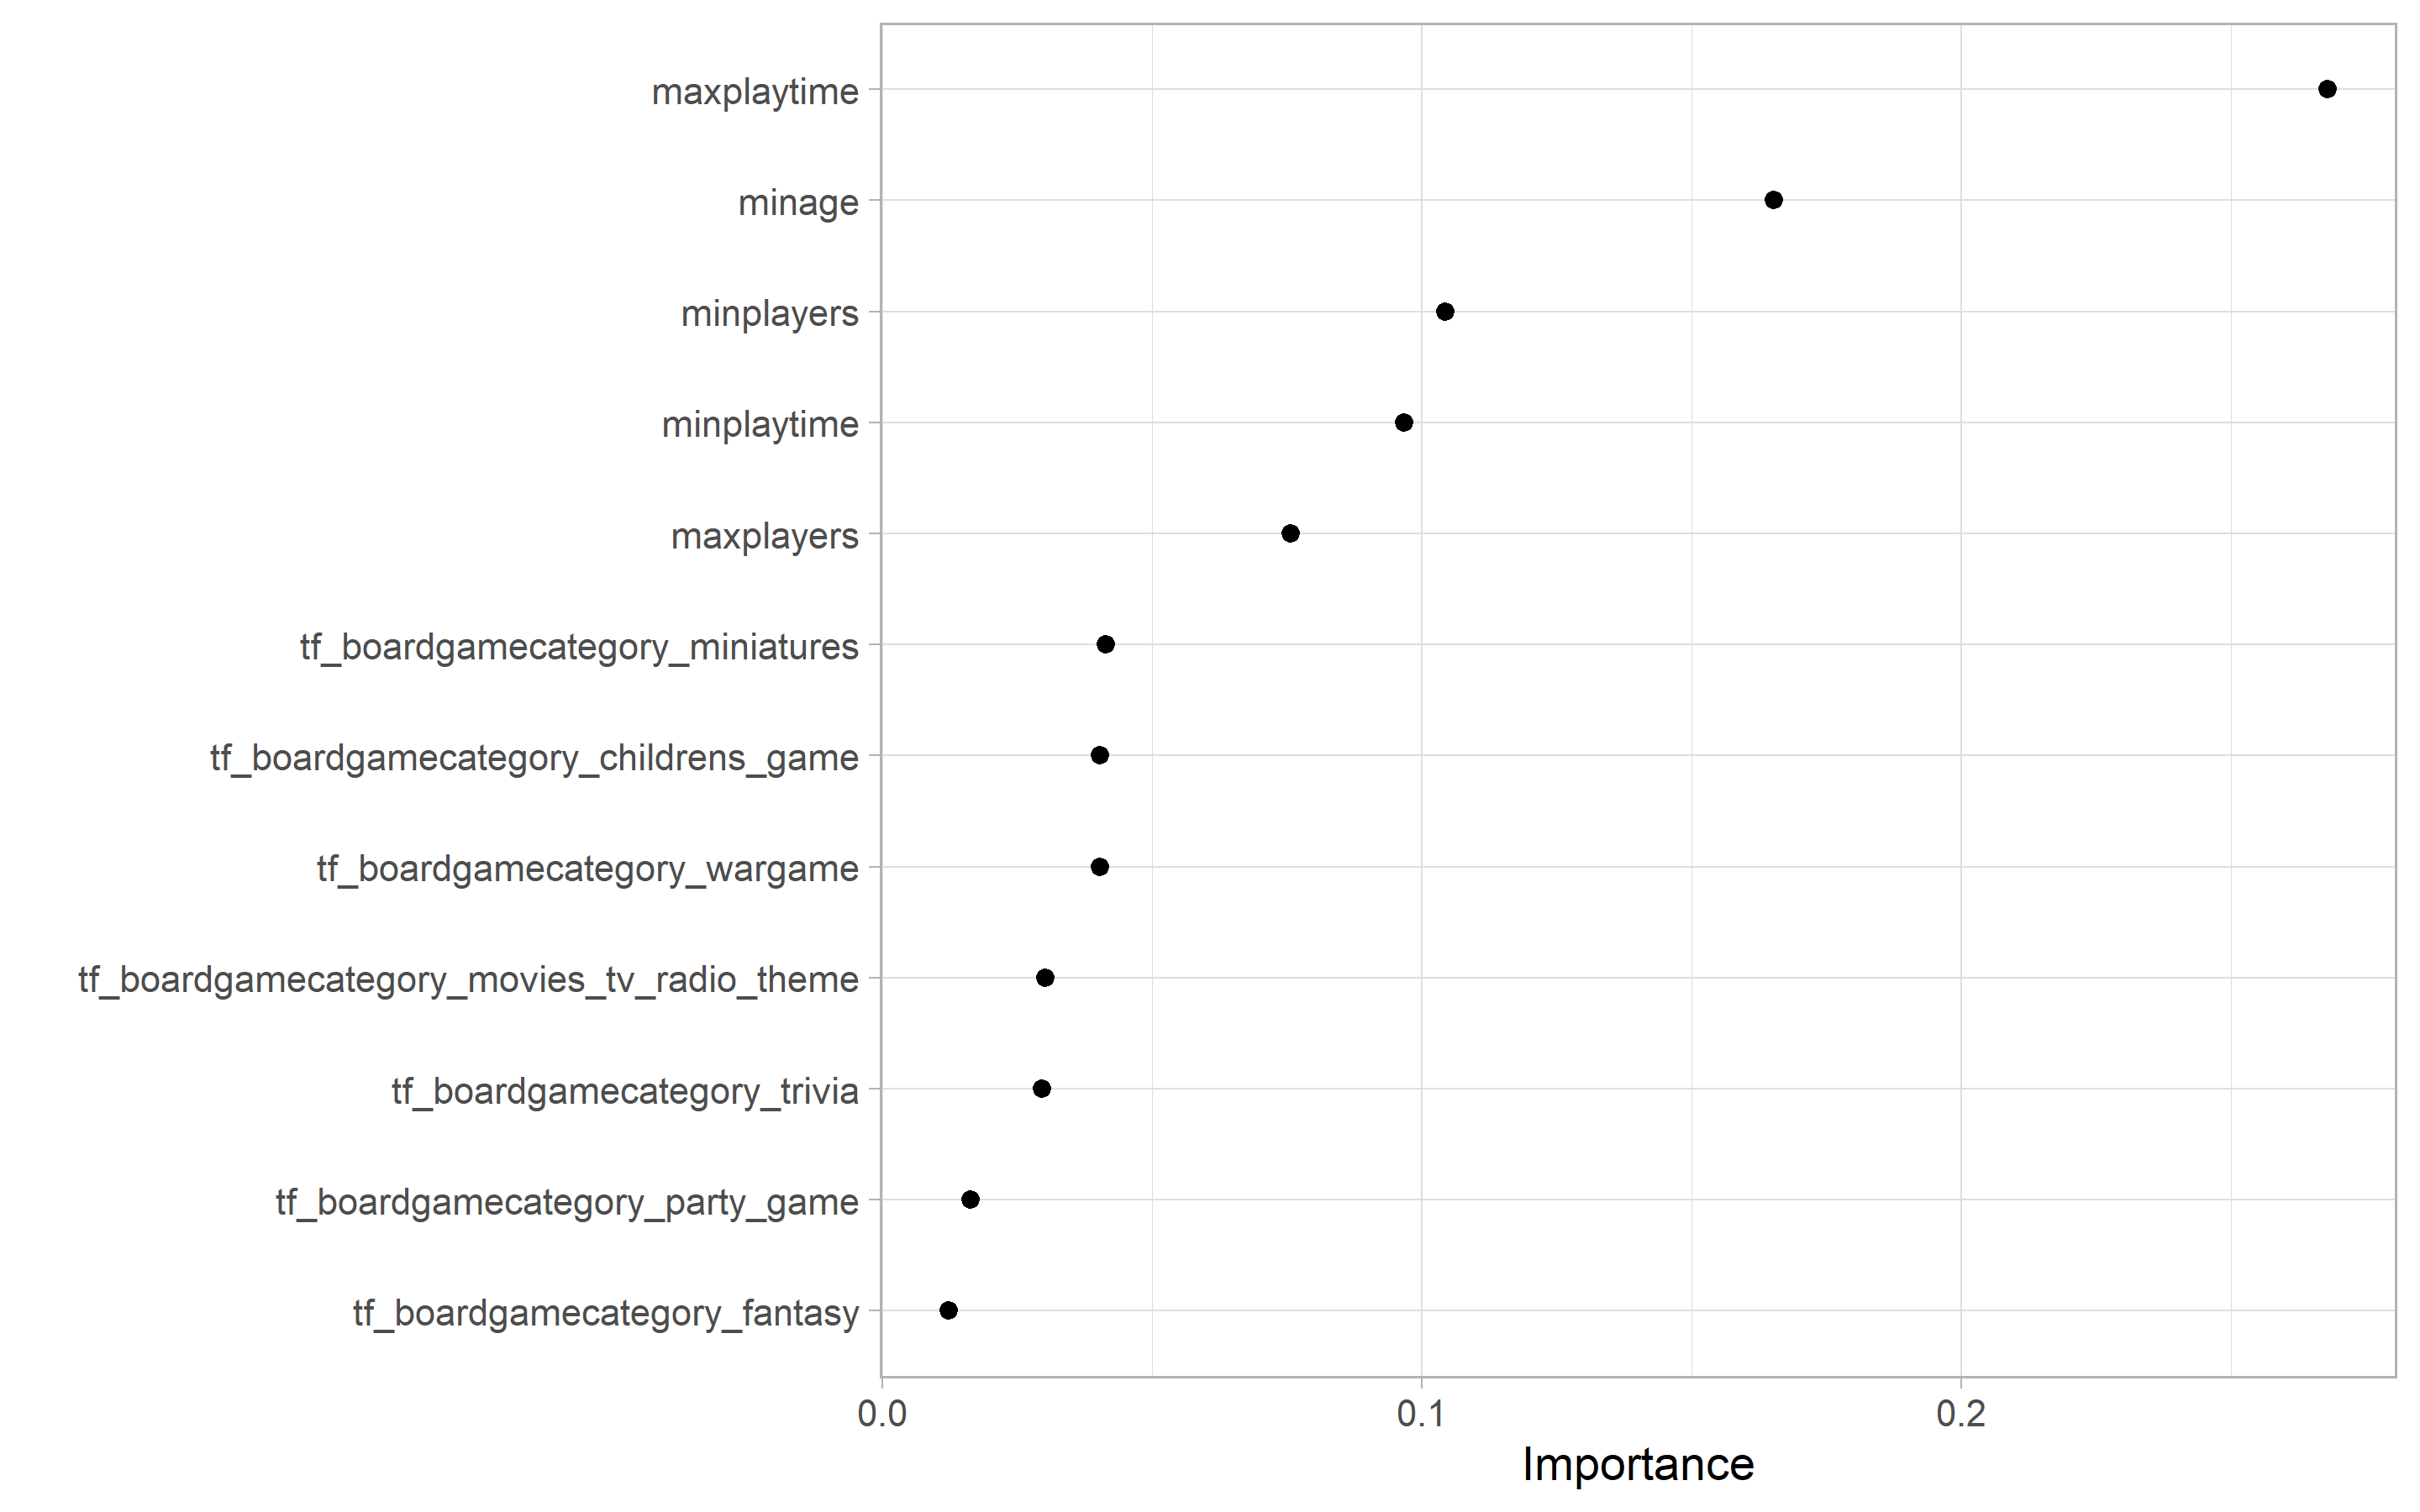 maxplaytime
minage
minplayers
minplaytime
maxplayers
tf_boardgamecategory_miniatures
tf_boardgamecategory_childrens_game
tf_boardgamecategory_wargame
tf_boardgamecategory_movies_tv_radio_theme
tf_boardgamecategory_trivia
tf_boardgamecategory_party_game
tf_boardgamecategory_fantasy
0.0 0.1 0.2
Importance